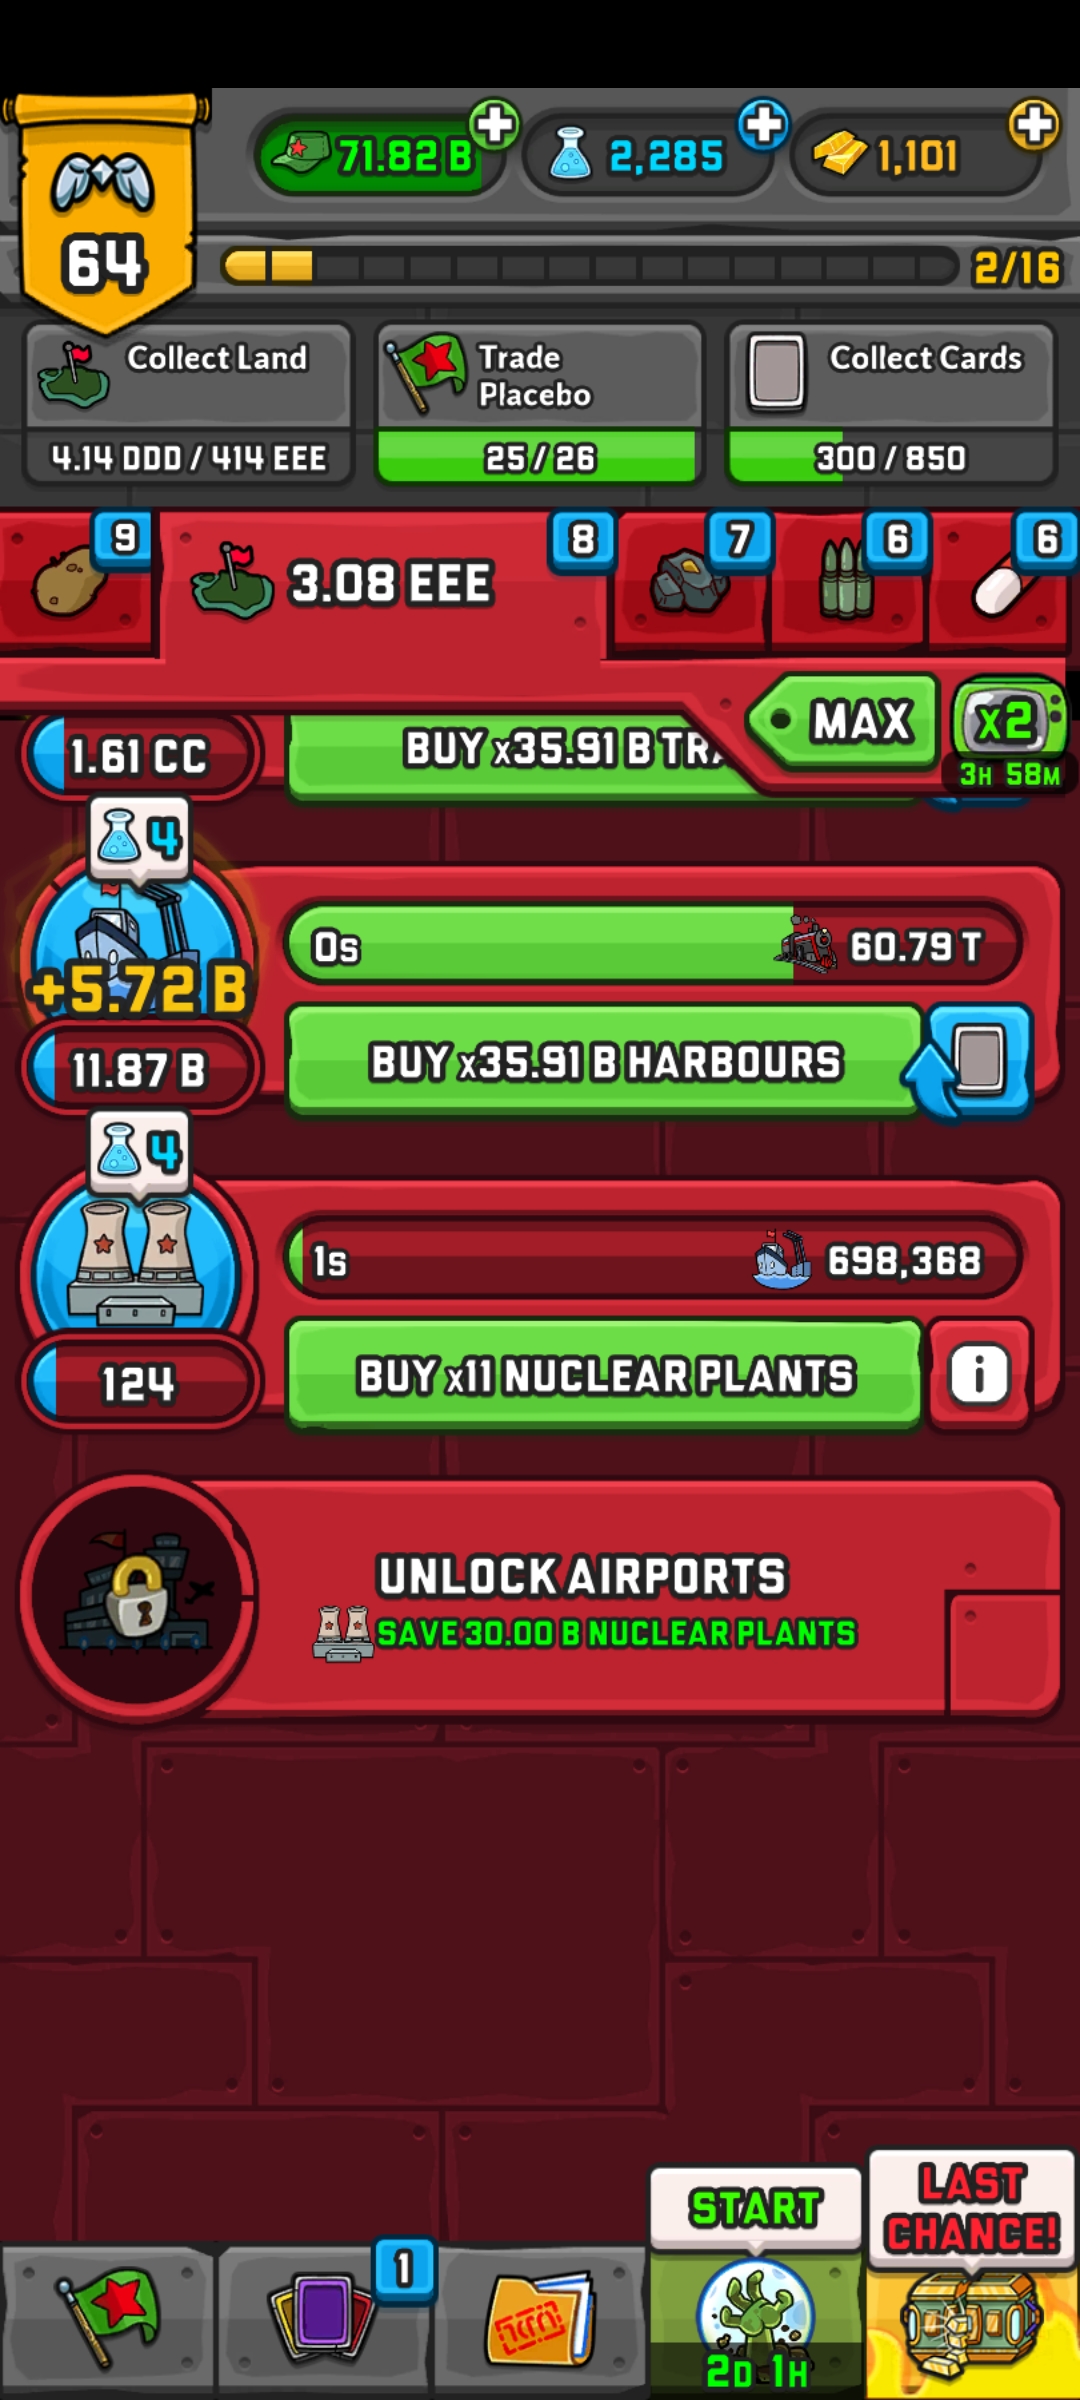 71.82 B
2,285
1,101
64
2/16
Collect Land
4.14 DDD / 414 EEE
Trade
Placebo
25 / 26
Collect Cards
300 / 850
9
3.08 EEE
8
7
6
6
MAX
x2
3H 58M
1.61 CC
BUY x35.91 B
4
+5.72 B
11.87 B
0s
60.79 T
BUY x35.91 B HARBOURS
4
124
1s
698,368
BUY x11 NUCLEAR PLANTS
i
UNLOCK AIRPORTS
SAVE 30.00 B NUCLEAR PLANTS
1
START
2D 1H
LAST
CHANCE!